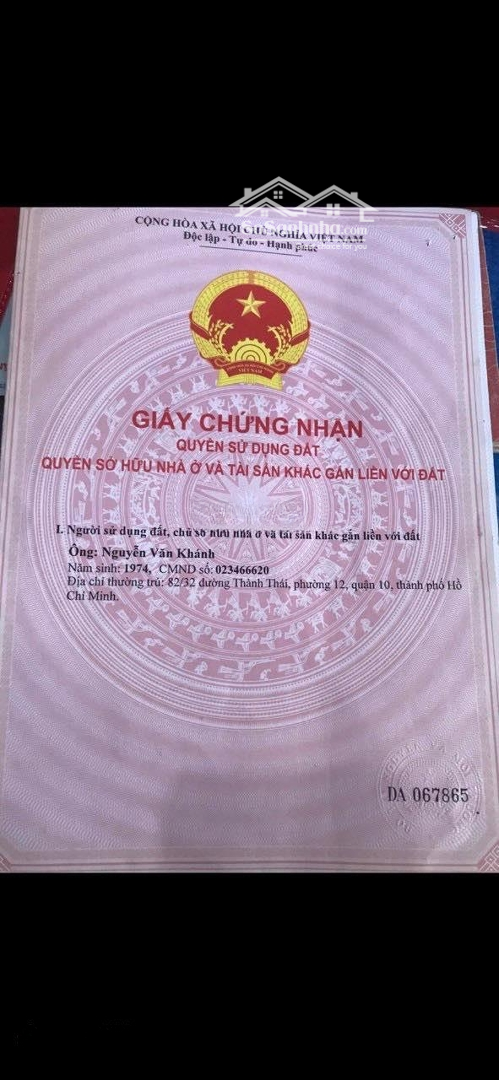 CỘNG HÒA XÃ HỘI CHỦ NGHĨA VIỆT NAM
Độc lập - Tự do - Hạnh phúc
VIỆT NAM
GIẤY CHỨNG NHẬN
QUYỀN SỬ DỤNG ĐẤT
QUYỀN SỞ HỮU NHÀ Ở VÀ TÀI SẢN KHÁC GẮN LIỀN VỚI ĐẤT
I. Người sử dụng đất, chủ sở hữu nhà ở và tài sản khác gắn liền với đất
Ông: Nguyễn Văn Khánh
Năm sinh: 1974, CMND số: 023466620
Địa chỉ thường trú: 82/32 đường Thành Thái, phường 12, quận 10, thành phố Hồ
Chí Minh.
DA 067865